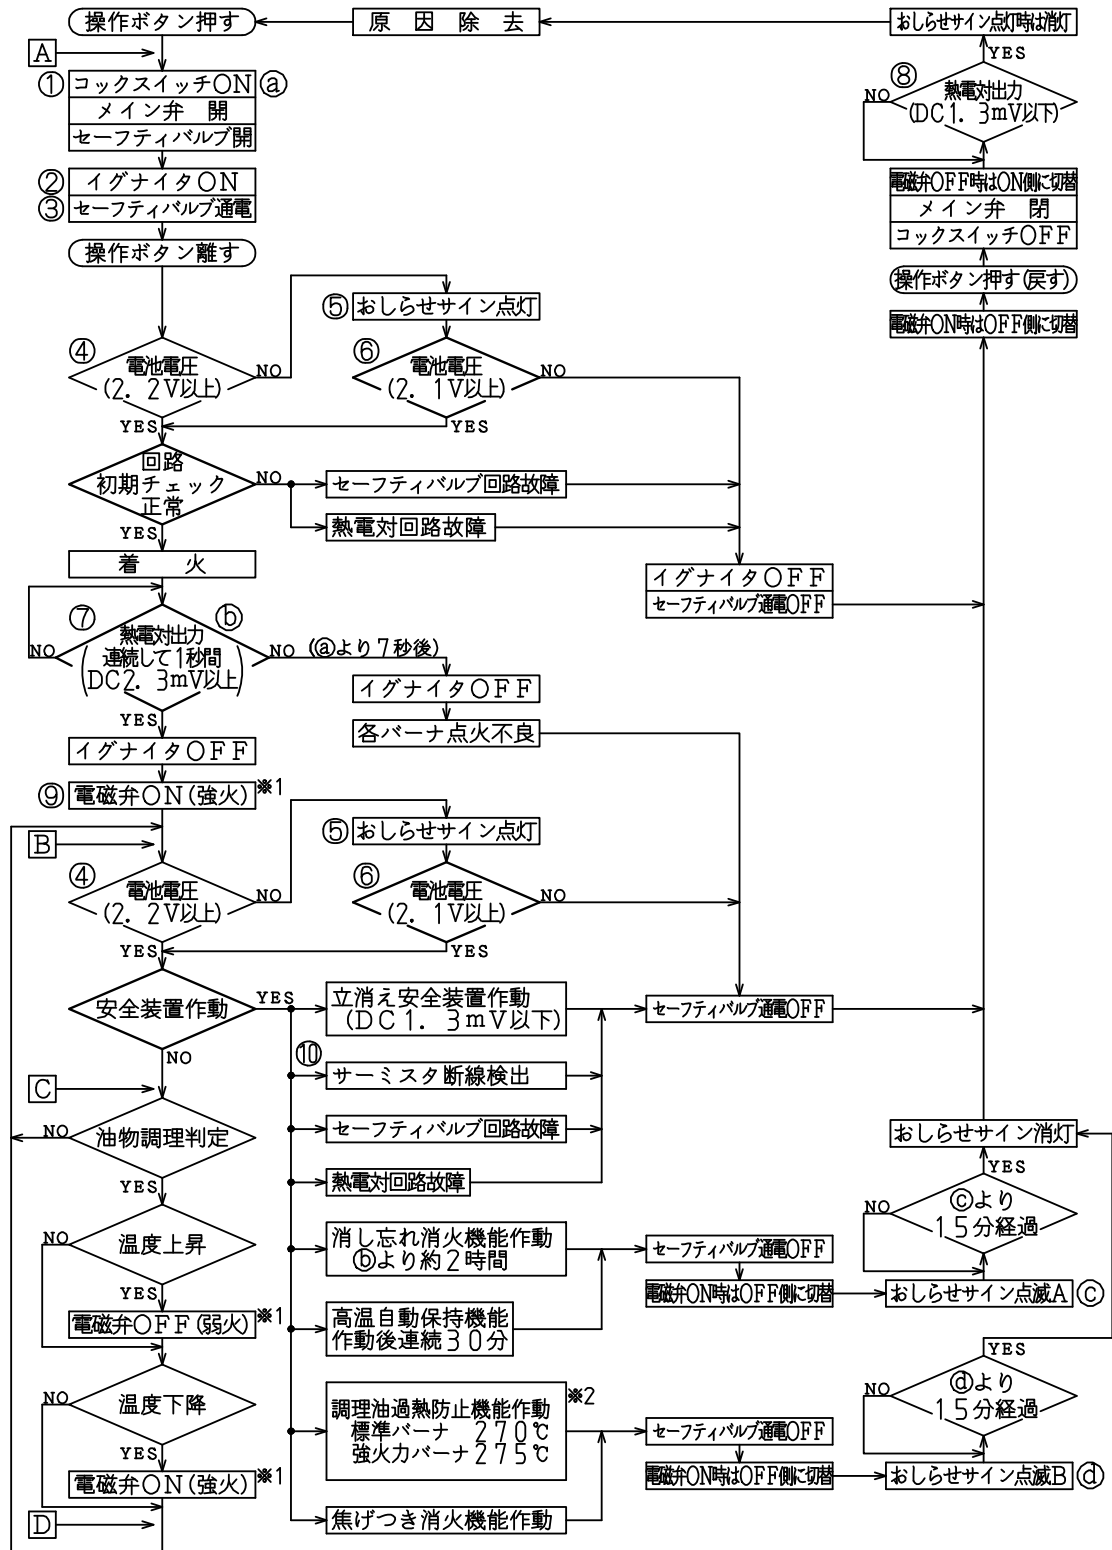 操作ボタン押す
原因除去
おしらせサイン点灯時は消灯
A
YES
①
コックスイッチON
ⓐ
メイン弁 開
セーフティバルブ開
⑧
NO
熱電対出力
(DC1.3mV以下)
②
イグナイタON
③
セーフティバルブ通電
電磁弁OFF時はON側に切替
メイン弁 閉
コックスイッチOFF
操作ボタン離す
操作ボタン押す(戻す)
⑤
おしらせサイン点灯
電磁弁ON時はOFF側に切替
④
電池電圧
(2.2V以上)
NO
YES
⑥
電池電圧
(2.1V以上)
NO
YES
回路
初期チェック
正常
NO
YES
セーフティバルブ回路故障
熱電対回路故障
着火
イグナイタOFF
セーフティバルブ通電OFF
⑦
ⓑ
熱電対出力
連続して1秒間
(DC2.3mV以上)
NO
NO
(ⓐより7秒後)
YES
イグナイタOFF
各バーナ点火不良
イグナイタOFF
⑨
電磁弁ON(強火)
※1
B
⑤
おしらせサイン点灯
④
電池電圧
(2.2V以上)
NO
YES
⑥
電池電圧
(2.1V以上)
NO
YES
安全装置作動
YES
NO
立消え安全装置作動
(DC1.3mV以下)
セーフティバルブ通電OFF
⑩
サーミスタ断線検出
C
セーフティバルブ回路故障
油物調理判定
NO
YES
熱電対回路故障
おしらせサイン消灯
YES
NO
ⓒより
15分経過
温度上昇
NO
YES
消し忘れ消火機能作動
ⓑより約2時間
セーフティバルブ通電OFF
電磁弁ON時はOFF側に切替
おしらせサイン点滅A
ⓒ
電磁弁OFF(弱火)
※1
高温自動保持機能
作動後連続30分
YES
NO
ⓓより
15分経過
温度下降
NO
YES
調理油過熱防止機能作動
標準バーナ 270℃
強火力バーナ275℃
※2
セーフティバルブ通電OFF
電磁弁ON時はOFF側に切替
おしらせサイン点滅B
ⓓ
電磁弁ON(強火)
※1
D
焦げつき消火機能作動